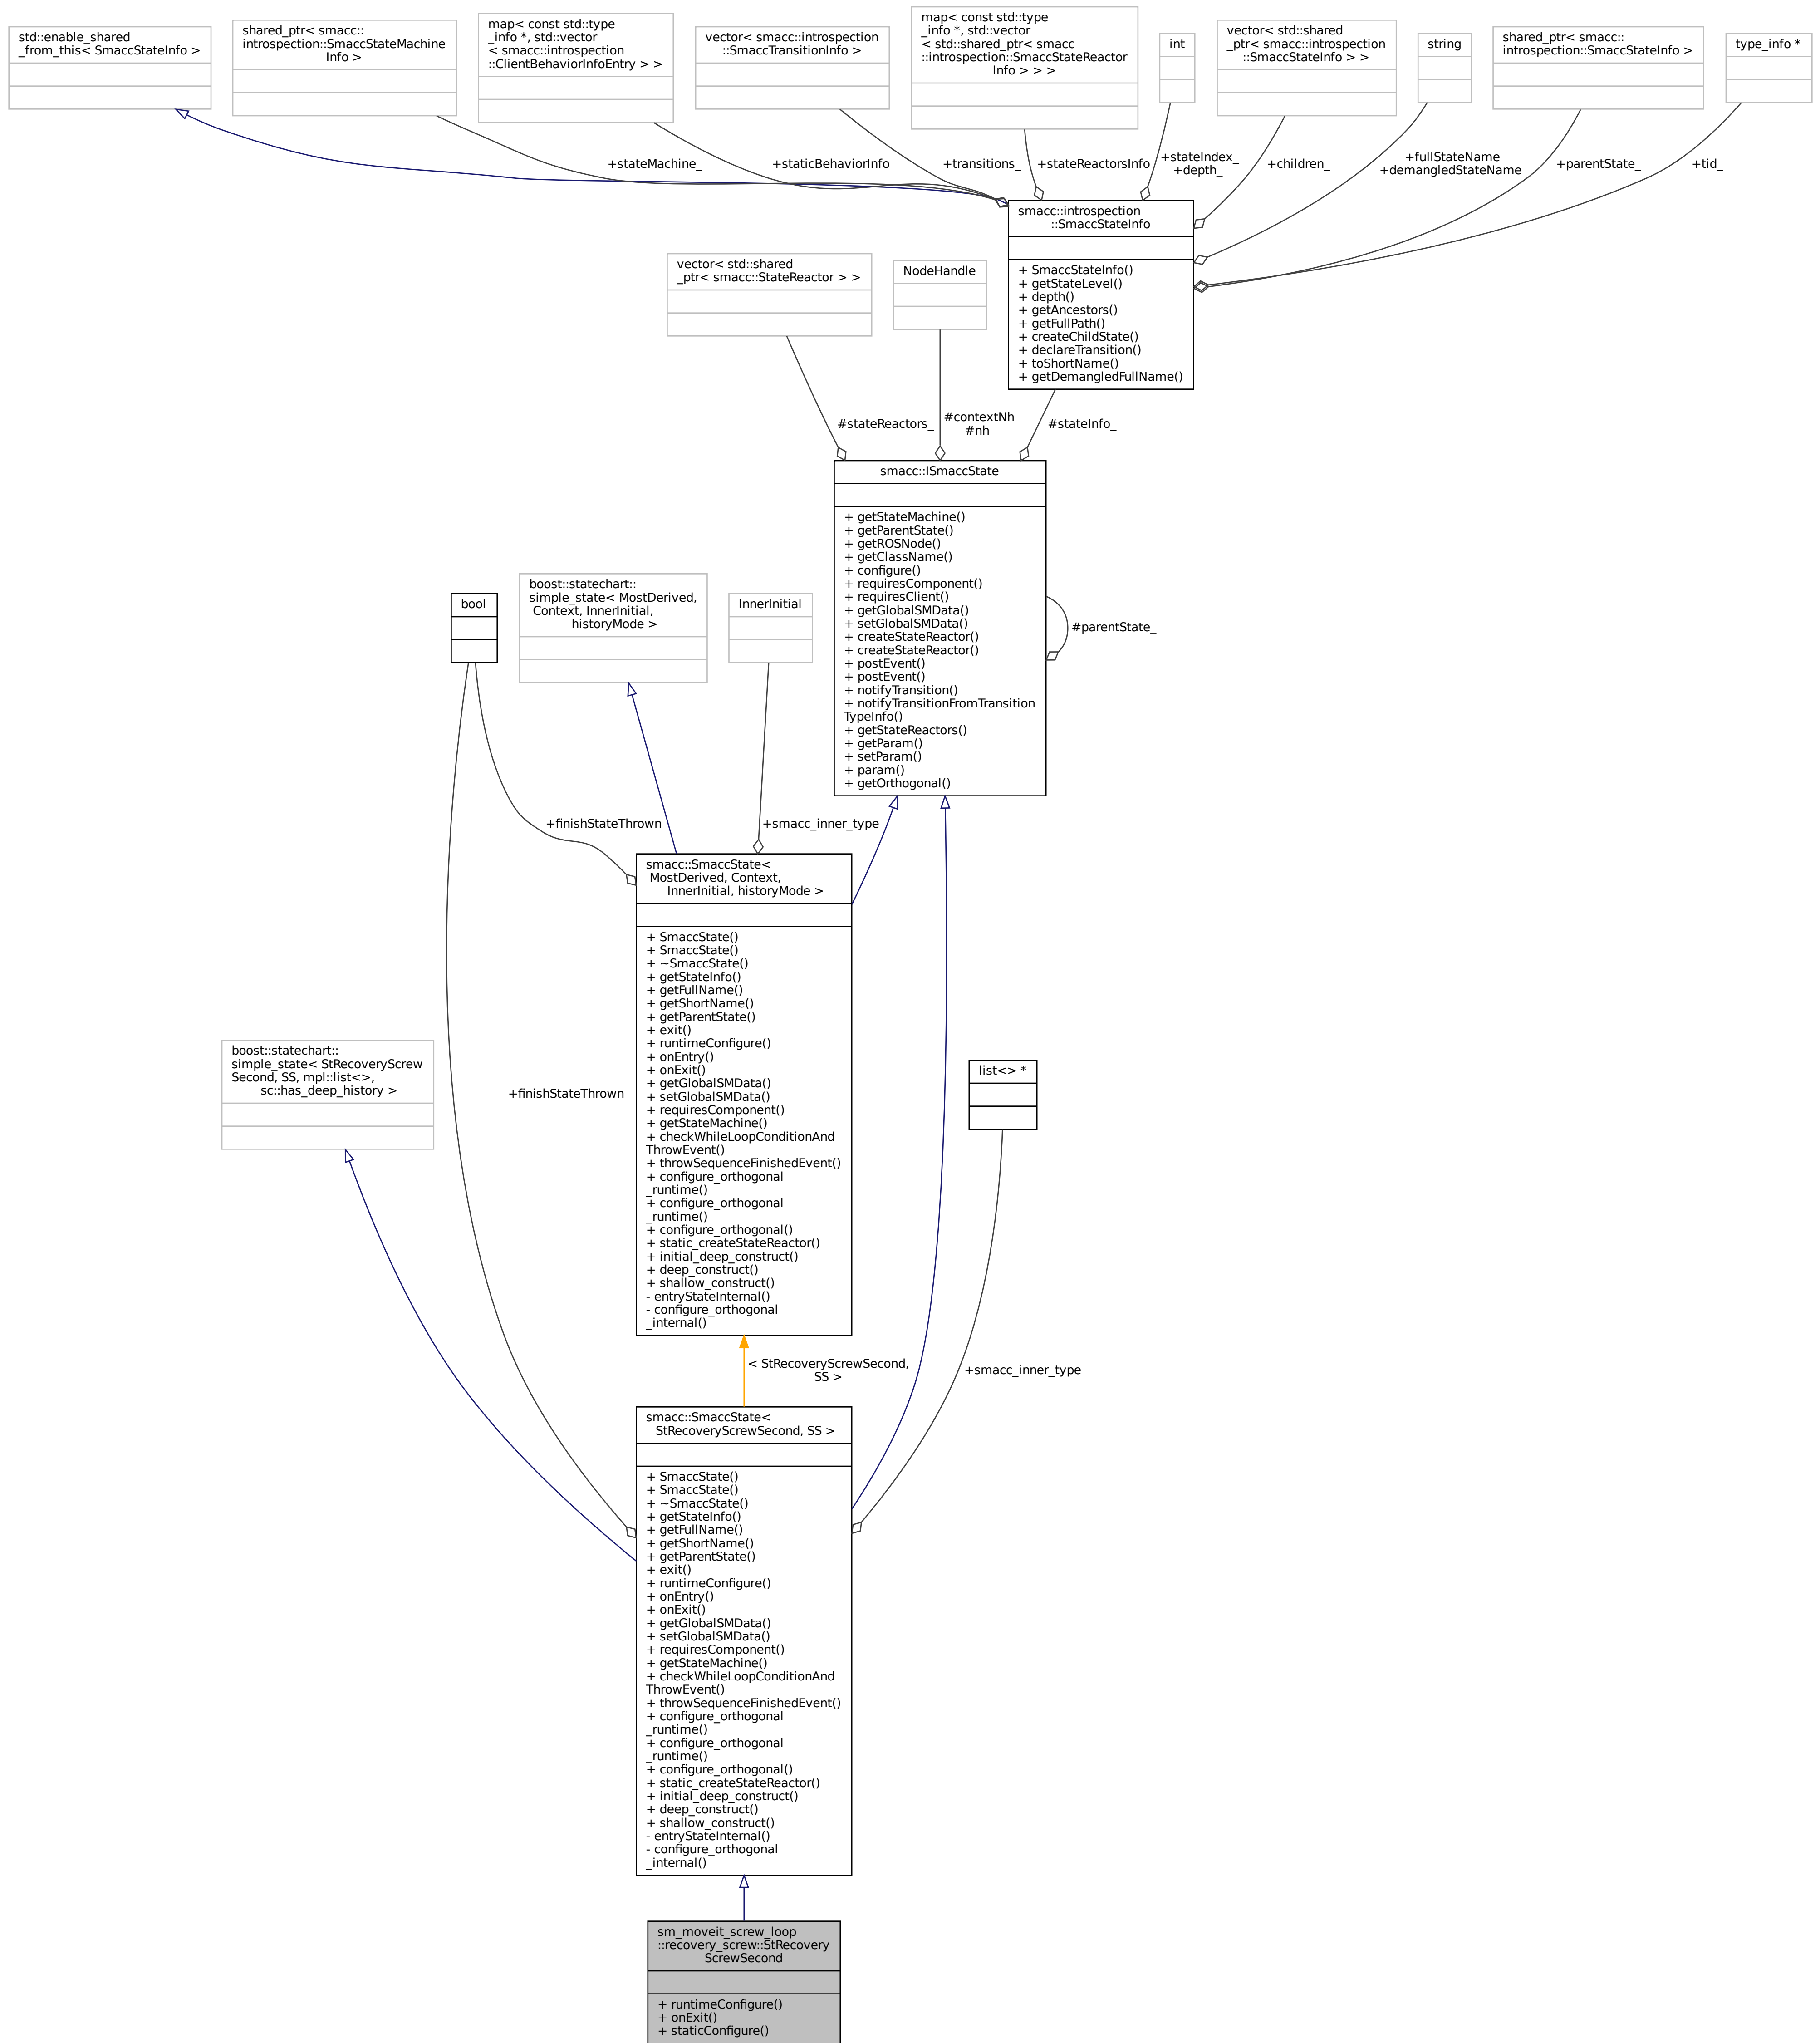 std::enable_shared
_from_this< SmaccStateInfo >
shared_ptr< smacc::
introspection::SmaccStateMachine
Info >
map< const std::type
_info *, std::vector
< smacc::introspection
::ClientBehaviorInfoEntry > >
vector< smacc::introspection
::SmaccTransitionInfo >
map< const std::type
_info *, std::vector
< std::shared_ptr< smacc
::introspection::SmaccStateReactor
Info > > >
int
vector< std::shared
_ptr< smacc::introspection
::SmaccStateInfo > >
string
shared_ptr< smacc::
introspection::SmaccStateInfo >
type_info *
+stateMachine_
+staticBehaviorInfo
+transitions_
+stateReactorsInfo
+stateIndex_
+depth_
+children_
+fullStateName
+demangledStateName
+parentState_
+tid_
smacc::introspection
::SmaccStateInfo
+ SmaccStateInfo()
+ getStateLevel()
+ depth()
+ getAncestors()
+ getFullPath()
+ createChildState()
+ declareTransition()
+ toShortName()
+ getDemangledFullName()
vector< std::shared
_ptr< smacc::StateReactor > >
NodeHandle
#stateReactors_
#contextNh
#nh
#stateInfo_
smacc::ISmaccState
+ getStateMachine()
+ getParentState()
+ getROSNode()
+ getClassName()
+ configure()
+ requiresComponent()
+ requiresClient()
+ getGlobalSMData()
+ setGlobalSMData()
+ createStateReactor()
+ createStateReactor()
+ postEvent()
+ postEvent()
+ notifyTransition()
+ notifyTransitionFromTransition
TypeInfo()
+ getStateReactors()
+ getParam()
+ setParam()
+ param()
+ getOrthogonal()
#parentState_
bool
boost::statechart::
simple_state< MostDerived,
Context, InnerInitial,
historyMode >
InnerInitial
+finishStateThrown
+smacc_inner_type
smacc::SmaccState<
MostDerived, Context,
InnerInitial, historyMode >
+ SmaccState()
+ SmaccState()
+ ~SmaccState()
+ getStateInfo()
+ getFullName()
+ getShortName()
+ getParentState()
+ exit()
+ runtimeConfigure()
+ onEntry()
+ onExit()
+ getGlobalSMData()
+ setGlobalSMData()
+ requiresComponent()
+ getStateMachine()
+ checkWhileLoopConditionAnd
ThrowEvent()
+ throwSequenceFinishedEvent()
+ configure_orthogonal
_runtime()
+ configure_orthogonal
_runtime()
+ configure_orthogonal()
+ static_createStateReactor()
+ initial_deep_construct()
+ deep_construct()
+ shallow_construct()
- entryStateInternal()
- configure_orthogonal
_internal()
boost::statechart::
simple_state< StRecoveryScrew
Second, SS, mpl::list<>,
sc::has_deep_history >
+finishStateThrown
list<> *
< StRecoveryScrewSecond,
SS >
+smacc_inner_type
smacc::SmaccState<
StRecoveryScrewSecond, SS >
+ SmaccState()
+ SmaccState()
+ ~SmaccState()
+ getStateInfo()
+ getFullName()
+ getShortName()
+ getParentState()
+ exit()
+ runtimeConfigure()
+ onEntry()
+ onExit()
+ getGlobalSMData()
+ setGlobalSMData()
+ requiresComponent()
+ getStateMachine()
+ checkWhileLoopConditionAnd
ThrowEvent()
+ throwSequenceFinishedEvent()
+ configure_orthogonal
_runtime()
+ configure_orthogonal
_runtime()
+ configure_orthogonal()
+ static_createStateReactor()
+ initial_deep_construct()
+ deep_construct()
+ shallow_construct()
- entryStateInternal()
- configure_orthogonal
_internal()
sm_moveit_screw_loop
::recovery_screw::StRecovery
ScrewSecond
+ runtimeConfigure()
+ onExit()
+ staticConfigure()